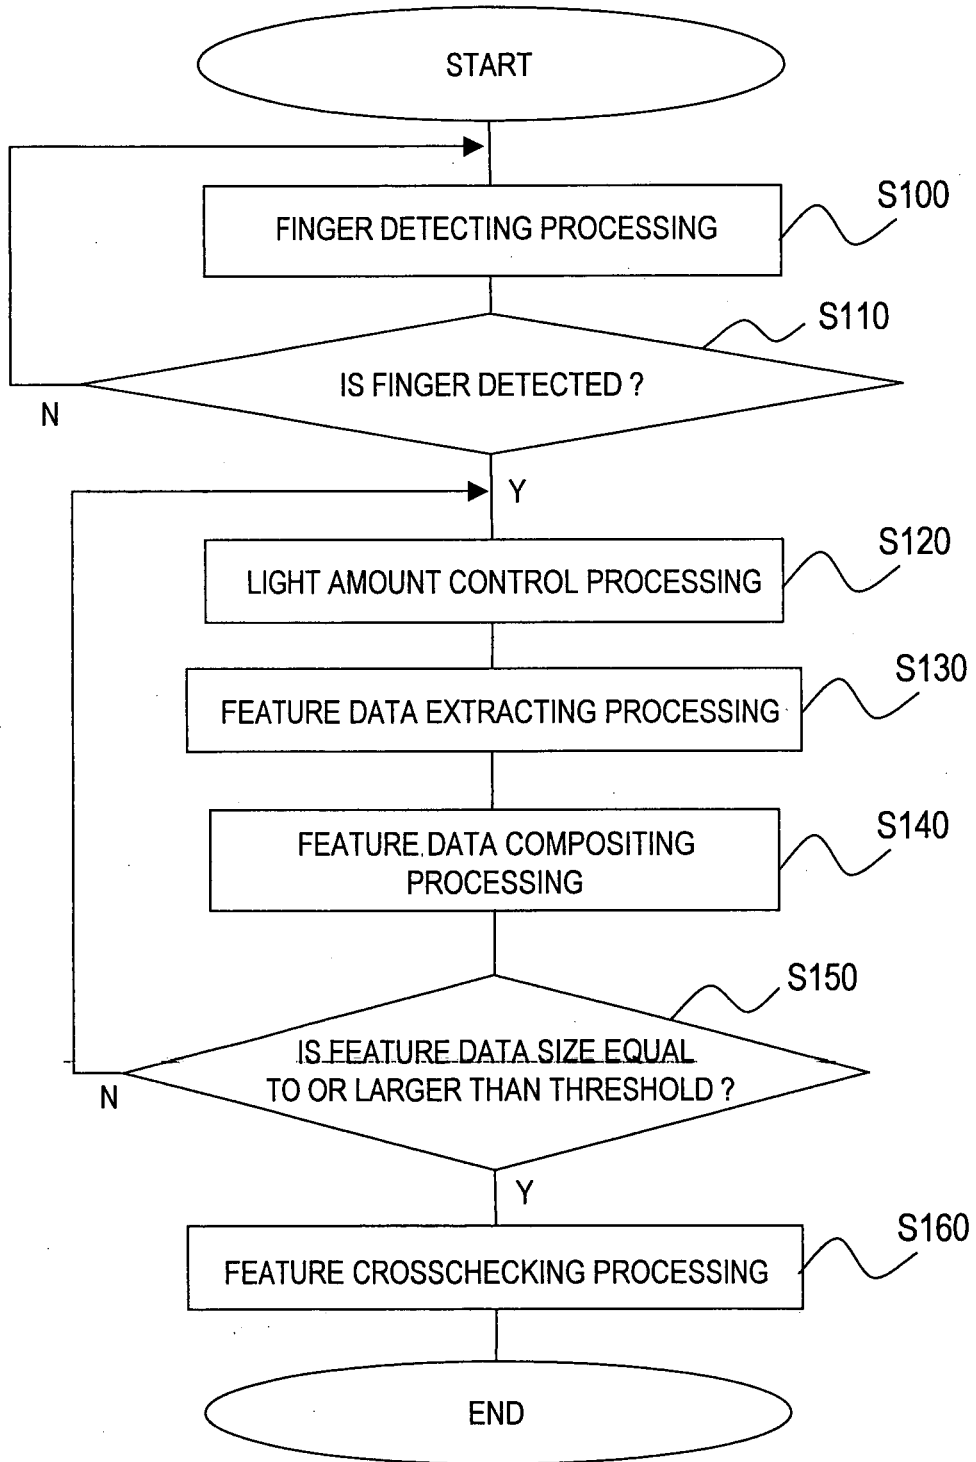 START
FINGER DETECTING PROCESSING
S100
S110
IS FINGER DETECTED ?
N
Y
S120
LIGHT AMOUNT CONTROL PROCESSING
S130
FEATURE DATA EXTRACTING PROCESSING
S140
FEATURE DATA COMPOSITING
PROCESSING
S150
IS FEATURE DATA SIZE EQUAL
TO OR LARGER THAN THRESHOLD ?
N
Y
S160
FEATURE CROSSCHECKING PROCESSING
END